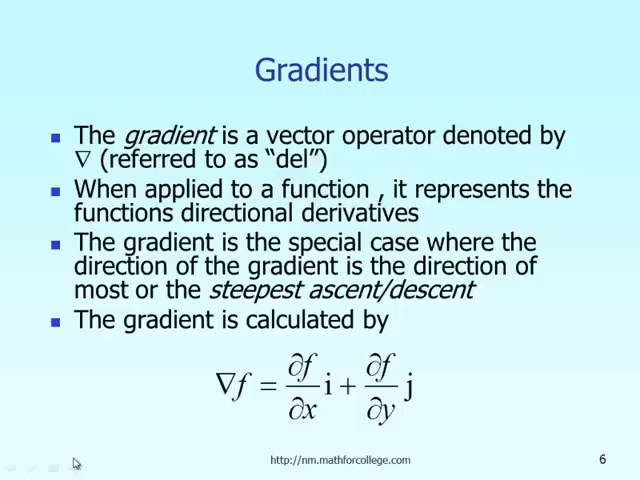 Gradients
The gradient is a vector operator denoted by
∇ (referred to as “del”)
When applied to a function , it represents the
functions directional derivatives
The gradient is the special case where the
direction of the gradient is the direction of
most or the steepest ascent/descent
The gradient is calculated by
∇f = ∂f/∂x i + ∂f/∂y j
http://nm.mathforcollege.com
6